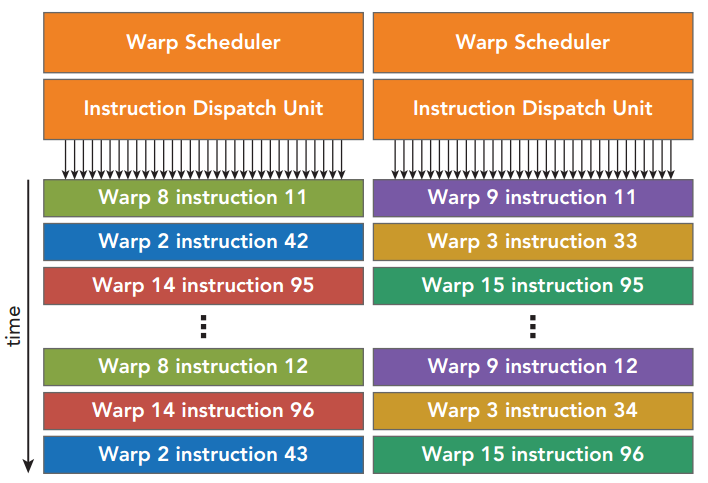 Warp Scheduler
Instruction Dispatch Unit
Warp 8 instruction 11
Warp 2 instruction 42
Warp 14 instruction 95
Warp 8 instruction 12
Warp 14 instruction 96
Warp 2 instruction 43
Warp Scheduler
Instruction Dispatch Unit
Warp 9 instruction 11
Warp 3 instruction 33
Warp 15 instruction 95
Warp 9 instruction 12
Warp 3 instruction 34
Warp 15 instruction 96
time